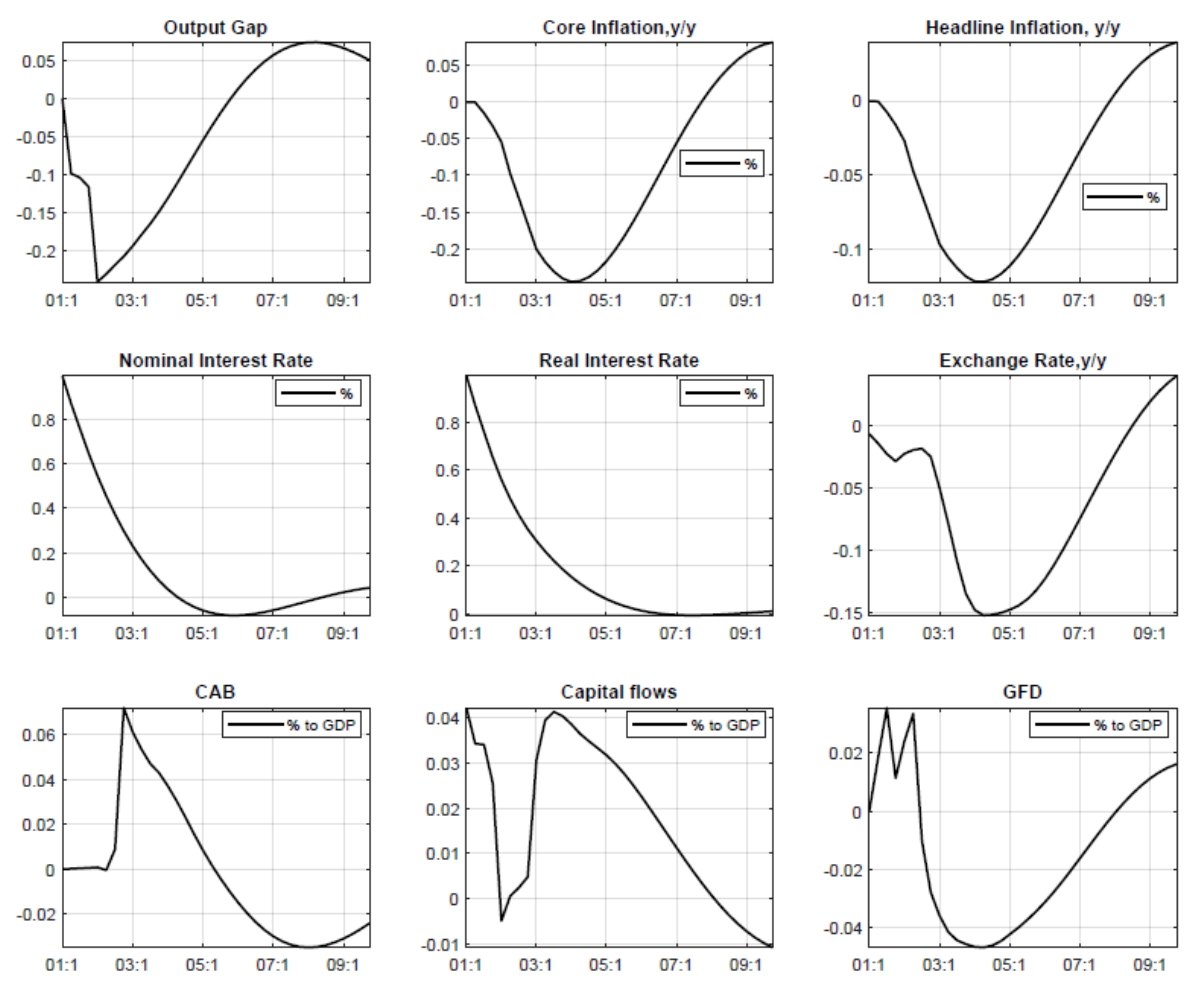 Output Gap
0.05
0
-0.05
-0.1
-0.15
-0.2
01:1 03:1 05:1 07:1 09:1
Core Inflation,y/y
0.05
0
-0.05
-0.1
-0.15
-0.2
%
01:1 03:1 05:1 07:1 09:1
Headline Inflation, y/y
0
-0.05
-0.1
%
01:1 03:1 05:1 07:1 09:1
Nominal Interest Rate
%
0.8
0.6
0.4
0.2
0
01:1 03:1 05:1 07:1 09:1
Real Interest Rate
%
0.8
0.6
0.4
0.2
0
01:1 03:1 05:1 07:1 09:1
Exchange Rate,y/y
0
-0.05
-0.1
-0.15
01:1 03:1 05:1 07:1 09:1
CAB
% to GDP
0.06
0.04
0.02
0
-0.02
01:1 03:1 05:1 07:1 09:1
Capital flows
% to GDP
0.04
0.03
0.02
0.01
0
-0.01
01:1 03:1 05:1 07:1 09:1
GFD
% to GDP
0.02
0
-0.02
-0.04
01:1 03:1 05:1 07:1 09:1